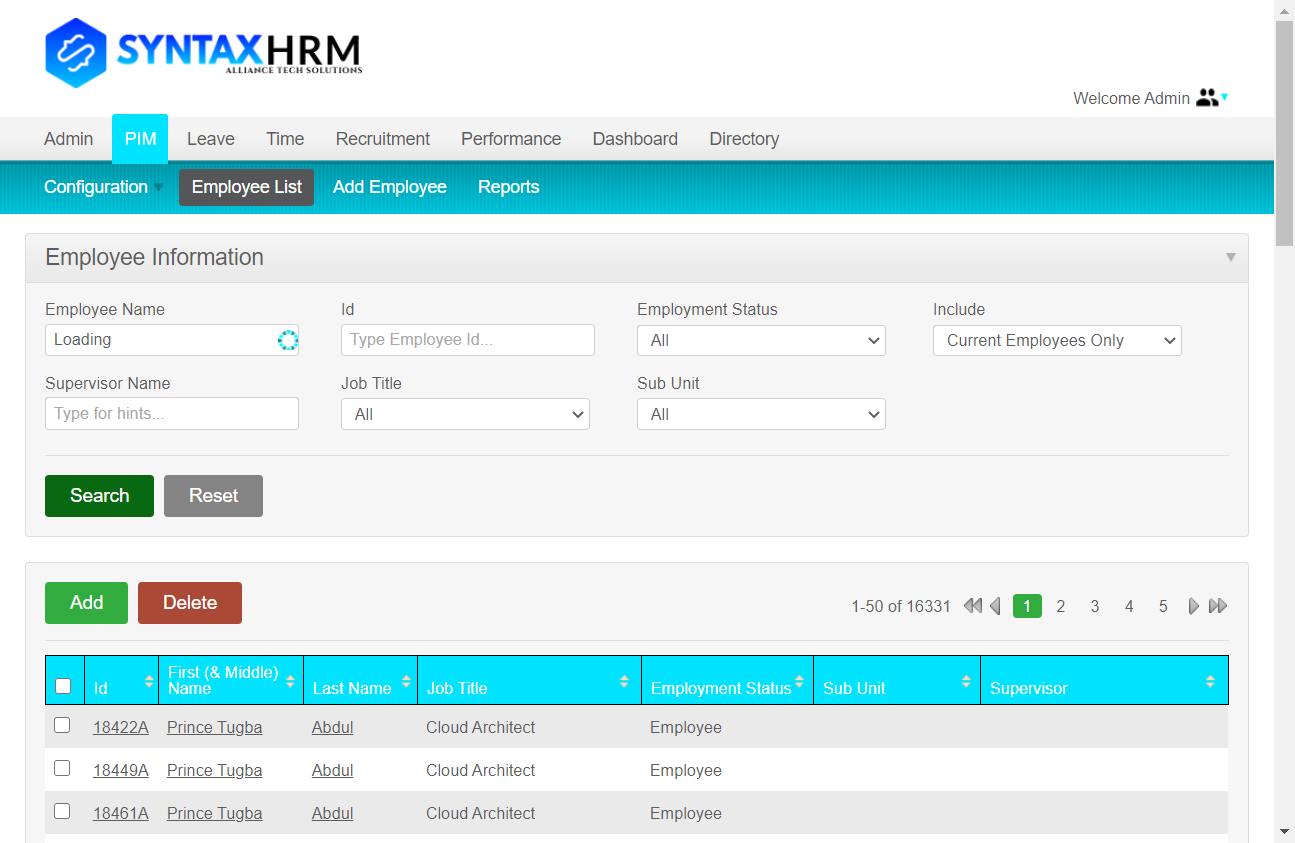 SYNTAXHRM
ALLIANCE TECH SOLUTIONS
Welcome Admin
Admin PIM Leave Time Recruitment Performance Dashboard Directory
Configuration Employee List Add Employee Reports
Employee Information
Employee Name Id Employment Status Include
Loading Type Employee Id... All Current Employees Only
Supervisor Name Job Title Sub Unit
Type for hints... All All
Search Reset
Add Delete 1-50 of 16331 1 2 3 4 5
Id First (& Middle) Name Last Name Job Title Employment Status Sub Unit Supervisor
18422A Prince Tugba Abdul Cloud Architect Employee
18449A Prince Tugba Abdul Cloud Architect Employee
18461A Prince Tugba Abdul Cloud Architect Employee